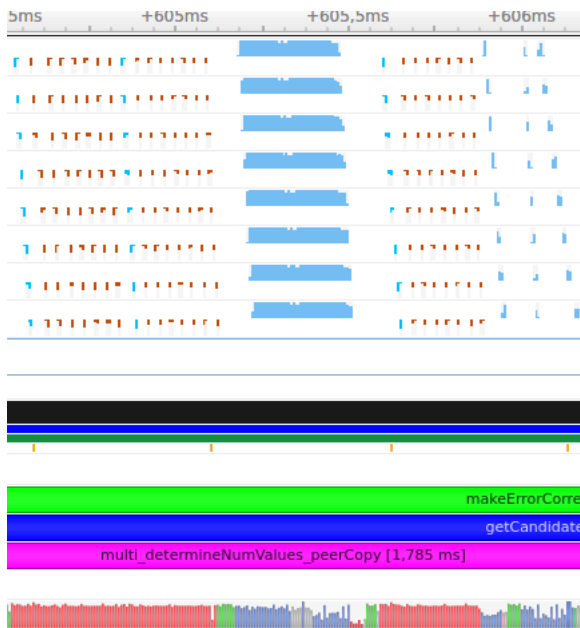 5ms +605ms +605,5ms +606ms
makeErrorCorre
getCandidate
multi_determineNumValues_peerCopy [1,785 ms]